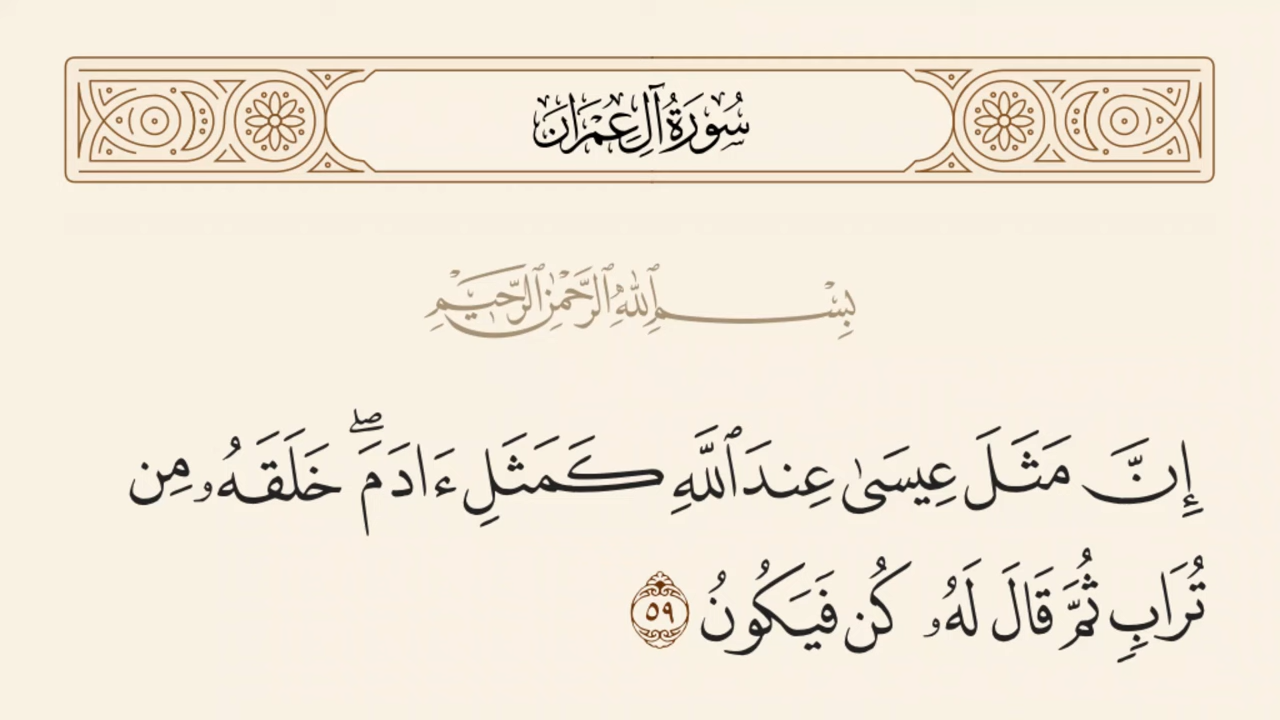 سُورَةُ آلِ عِمْرَانَ
بِسْمِ ٱللَّهِ ٱلرَّحْمَٰنِ ٱلرَّحِيمِ
إِنَّ مَثَلَ عِيسَىٰ عِندَ ٱللَّهِ كَمَثَلِ ءَادَمَۖ خَلَقَهُۥ مِن
تُرَابٖ ثُمَّ قَالَ لَهُۥ كُن فَيَكُونُ ٥٩